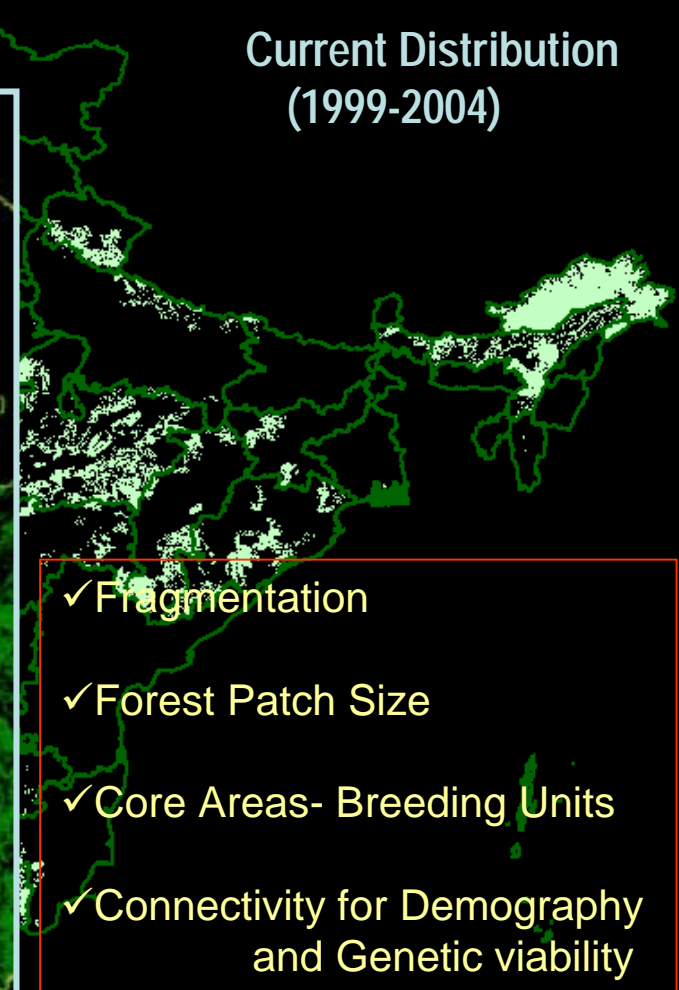 Current Distribution
(1999-2004)
✓Fragmentation
✓Forest Patch Size
✓Core Areas- Breeding Units
✓Connectivity for Demography
and Genetic viability